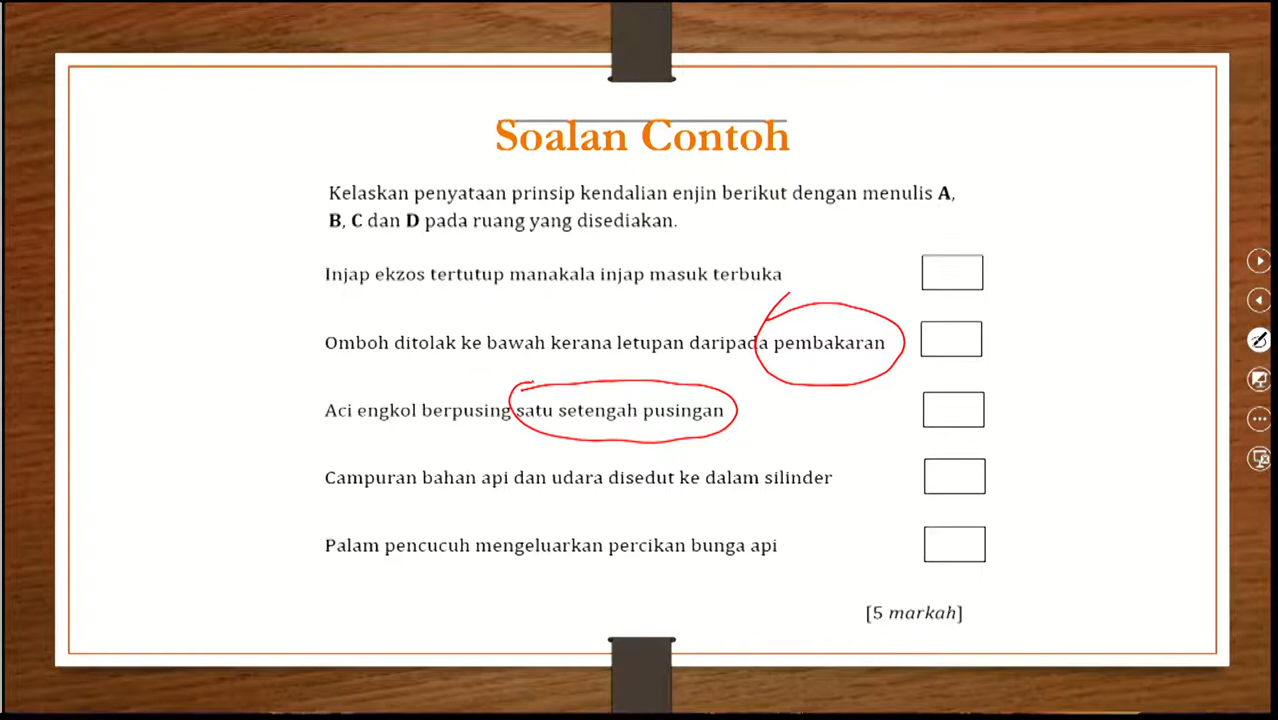 Soalan Contoh
Kelaskan penyataan prinsip kendalian enjin berikut dengan menulis A,
B, C dan D pada ruang yang disediakan.
Injap ekzos tertutup manakala injap masuk terbuka
Omboh ditolak ke bawah kerana letupan daripada pembakaran
Aci engkol berpusing satu setengah pusingan
Campuran bahan api dan udara disedut ke dalam silinder
Palam pencucuh mengeluarkan percikan bunga api
[5 markah]